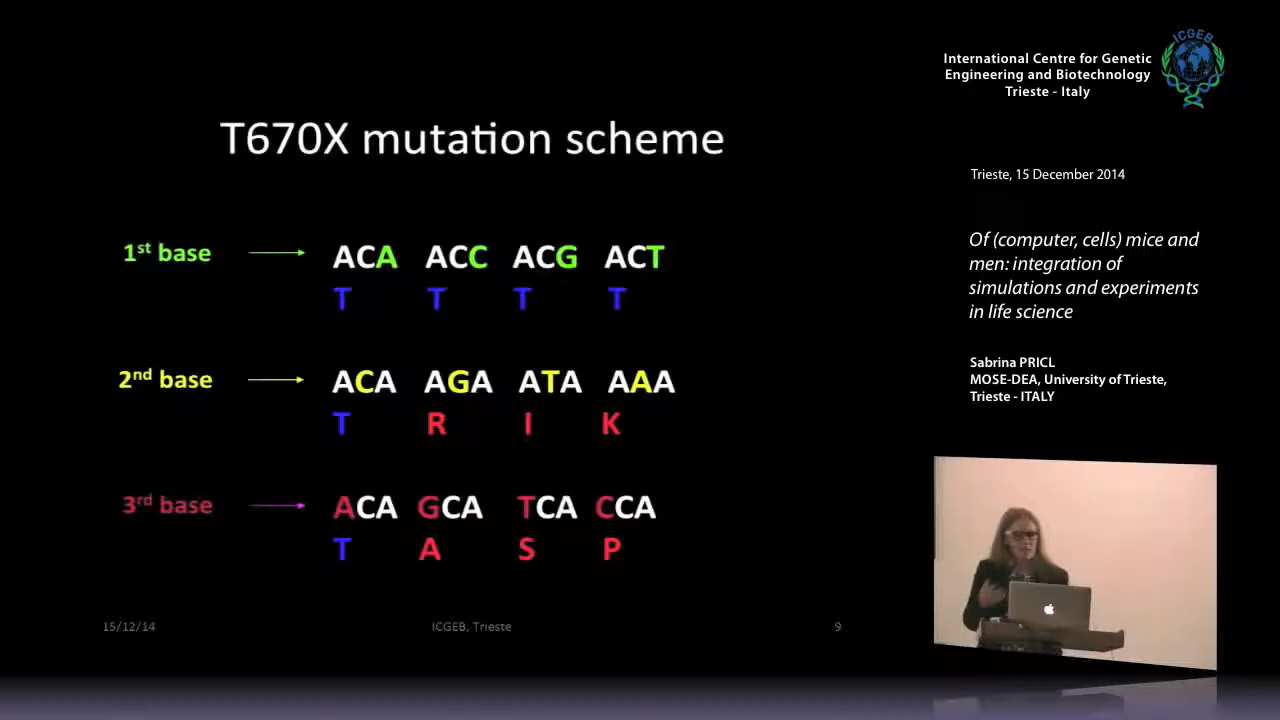 ICGEB
International Centre for Genetic
Engineering and Biotechnology
Trieste - Italy
T670X mutation scheme
Trieste, 15 December 2014
Of (computer, cells) mice and
men: integration of
simulations and experiments
in life science
Sabrina PRICL
MOSE-DEA, University of Trieste,
Trieste - ITALY
1st base ACA ACC ACG ACT
T T T T
2nd base ACA AGA ATA AAA
T R I K
3rd base ACA GCA TCA CCA
T A S P
15/12/14 ICGEB, Trieste 9